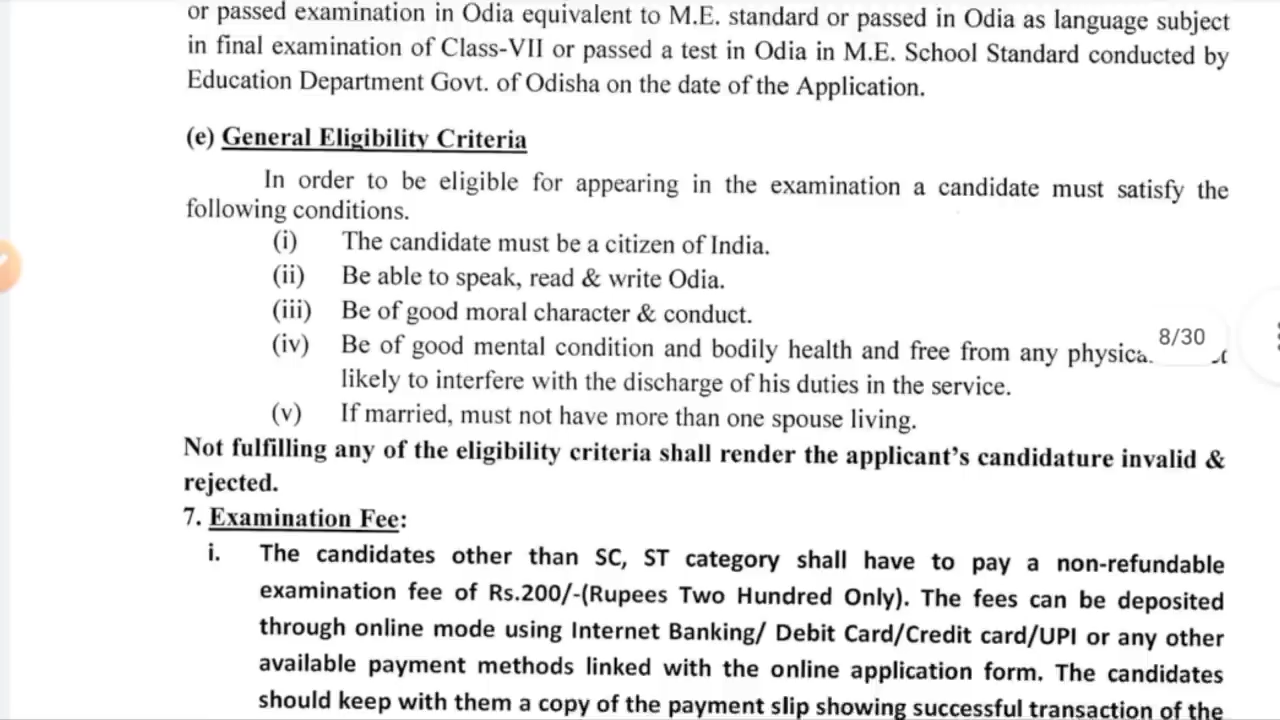 or passed examination in Odia equivalent to M.E. standard or passed in Odia as language subject
in final examination of Class-VII or passed a test in Odia in M.E. School Standard conducted by
Education Department Govt. of Odisha on the date of the Application.
(e) General Eligibility Criteria
In order to be eligible for appearing in the examination a candidate must satisfy the
following conditions.
(i) The candidate must be a citizen of India.
(ii) Be able to speak, read & write Odia.
(iii) Be of good moral character & conduct.
(iv) Be of good mental condition and bodily health and free from any
8/30
likely to interfere with the discharge of his duties in the service.
(v) If married, must not have more than one spouse living.
Not fulfilling any of the eligibility criteria shall render the applicant's candidature invalid &
rejected.
7. Examination Fee:
i. The candidates other than SC, ST category shall have to pay a non-refundable
examination fee of Rs.200/-(Rupees Two Hundred Only). The fees can be deposited
through online mode using Internet Banking/ Debit Card/Credit card/UPI or any other
available payment methods linked with the online application form. The candidates
should keep with them a copy of the payment slip showing successful transaction of the